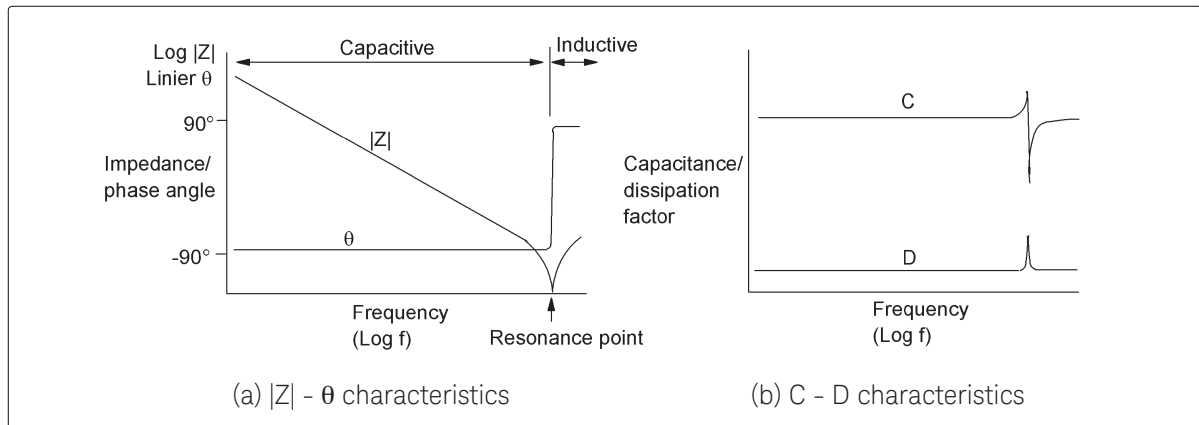 Log |Z|
Linier θ
Capacitive
Inductive
90°
|Z|
Impedance/
phase angle
θ
-90°
Frequency
(Log f)
Resonance point
(a) |Z| - θ characteristics
C
Capacitance/
dissipation
factor
D
Frequency
(Log f)
(b) C - D characteristics